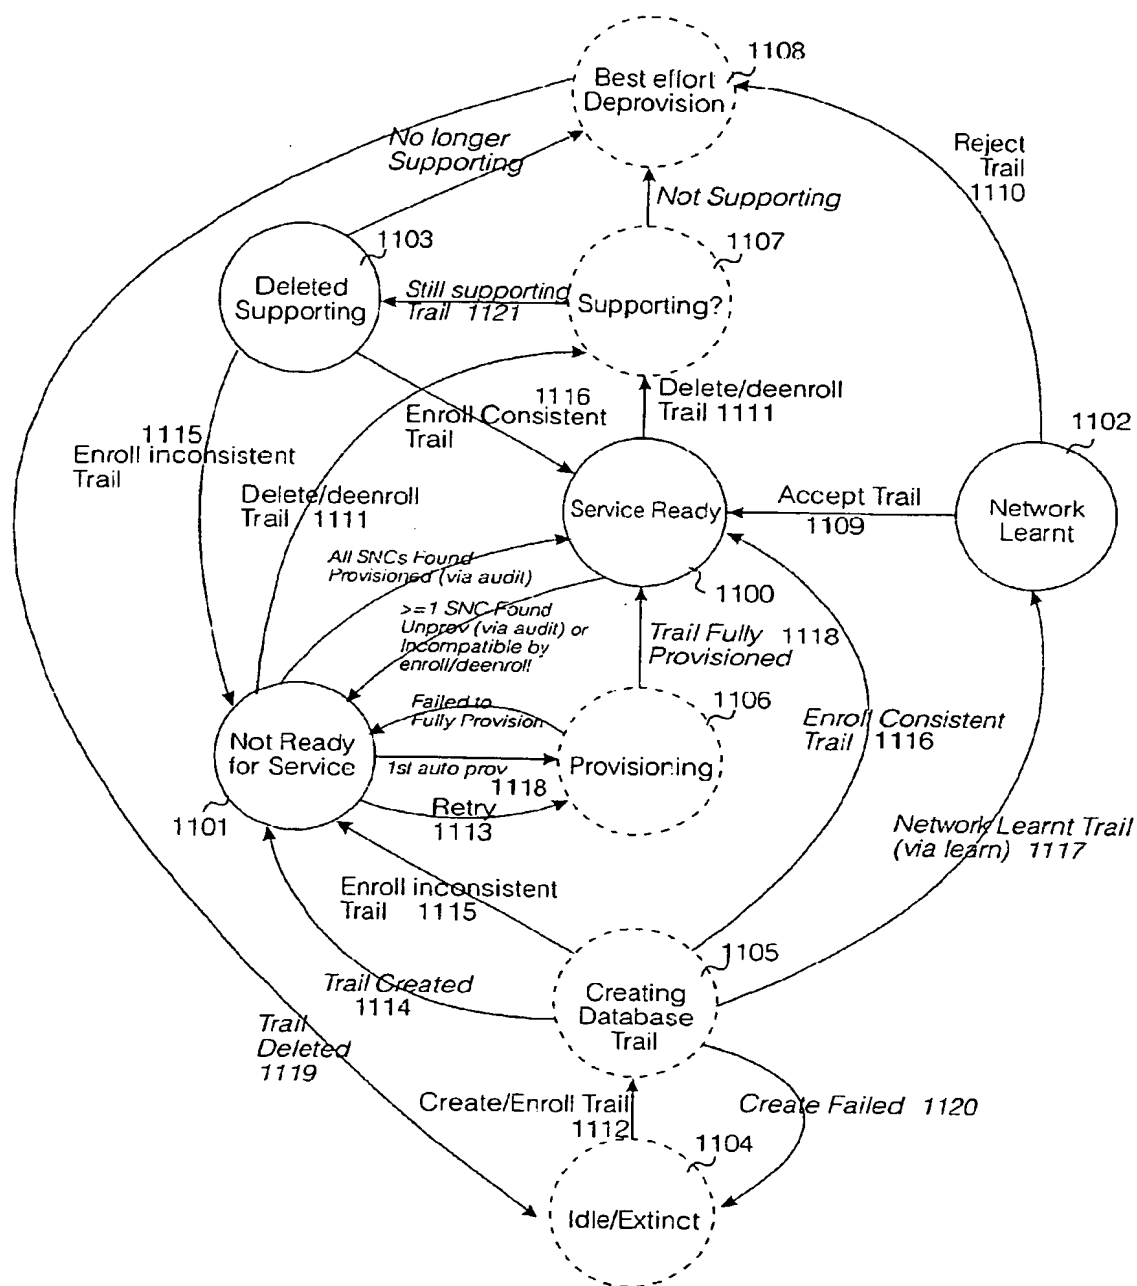 1108
Best effort
Deprovision
No longer
Supporting
Reject
Trail
1110
Not Supporting
1103
1107
Deleted
Supporting
Still supporting
Trail 1121
Supporting?
1116
Enroll Consistent
Trail
Delete/deenroll
Trail 1111
1102
1115
Enroll inconsistent
Trail
Delete/deenroll
Trail 1111
Service Ready
Accept Trail
1109
Network
Learnt
All SNCs Found
Provisioned (via audit)
1100
>=1 SNC Found
Unprov (via audit) or
Incompatible by
enroll/deenroll
Trail Fully 1118
Provisioned
Failed to
Fully Provision
1106
Enroll Consistent
Trail 1116
Not Ready
for Service
1st auto prov
1118
Provisioning
Retry
1113
1101
Network Learnt Trail
(via learn) 1117
Enroll inconsistent
Trail 1115
1105
Trail Created
1114
Creating
Database
Trail
Trail
Deleted
1119
Create/Enroll Trail
1112
Create Failed 1120
1104
Idle/Extinct